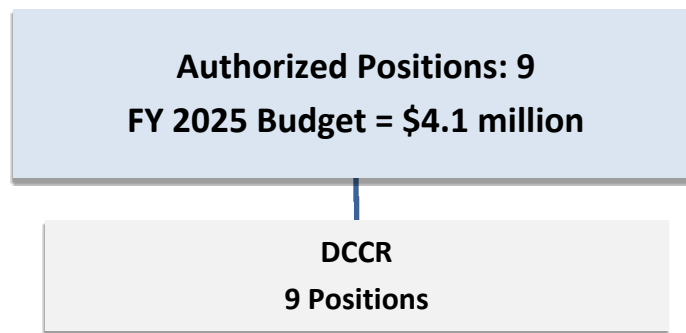 Authorized Positions: 9
FY 2025 Budget = $4.1 million
DCCR
9 Positions